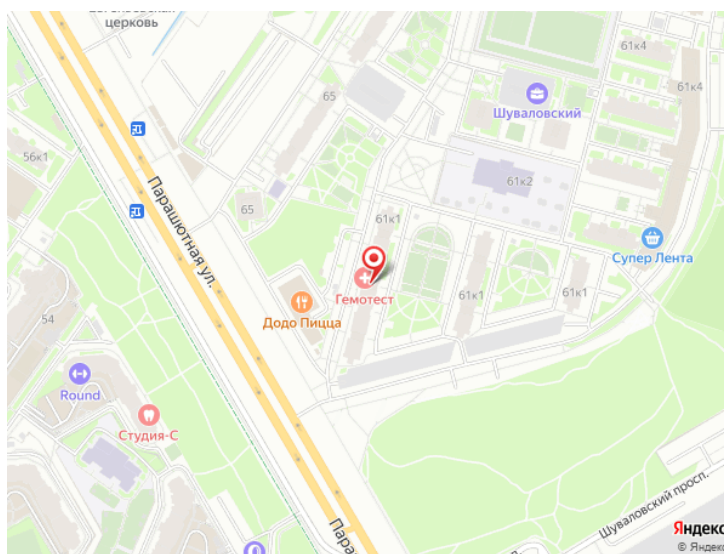 церковь
61к4
61к4
65
Шуваловский
56к1
61к2
Парашютная ул.
65
61к1
Супер Лента
Гемотест
61к1
61к1
Додо Пицца
54
Round
Студия-С
Шуваловский просп.
Яндекс
© Яндекс